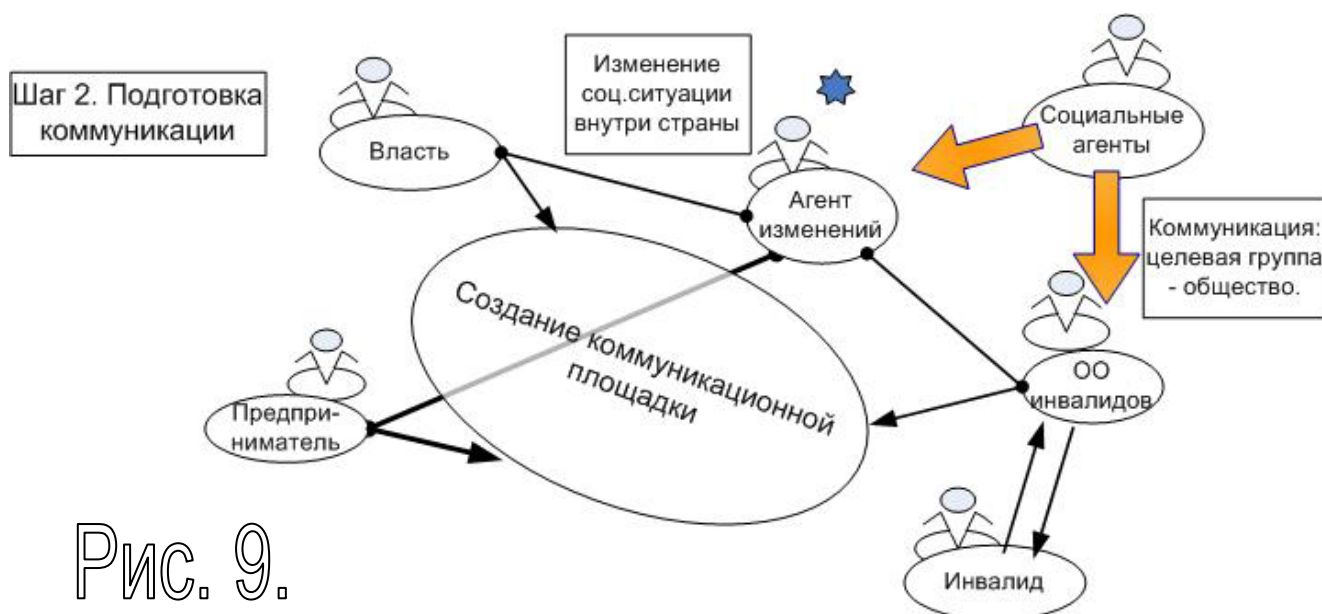 Шаг 2. Подготовка
коммуникации
Власть
Изменение
соц.ситуации
внутри страны
Агент
изменений
Социальные
агенты
Коммуникация:
целевая группа
- общество.
Создание коммуникационной
площадки
Предпри-
ниматель
ОО
инвалидов
Инвалид
Рис. 9.